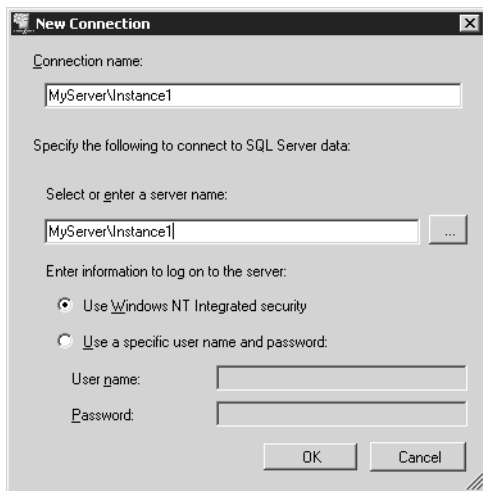 New Connection
Connection name:
MyServer\Instance1
Specify the following to connect to SQL Server data:
Select or enter a server name:
MyServer\Instance1
...
Enter information to log on to the server:
Use Windows NT Integrated security
Use a specific user name and password:
User name:
Password:
OK Cancel